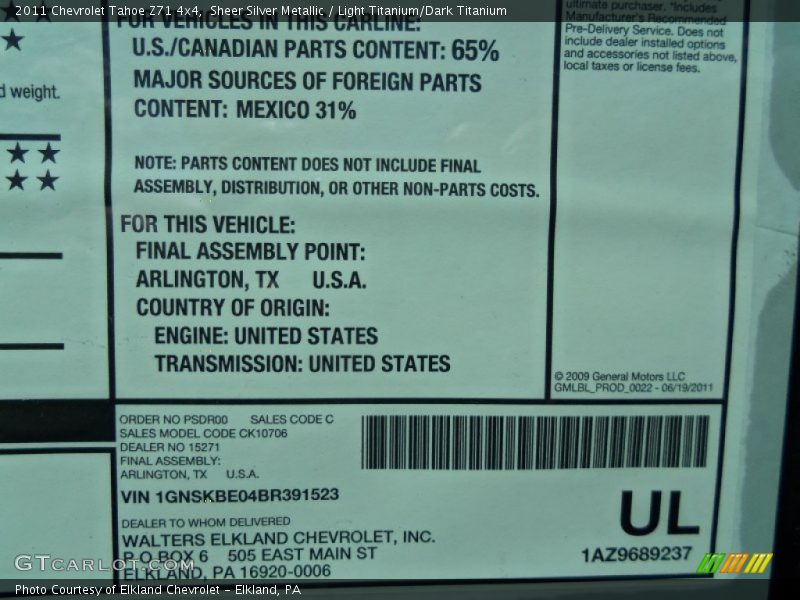 2011 Chevrolet Tahoe Z71 4x4, Sheer Silver Metallic / Light Titanium/Dark Titanium
d weight.
FOR VEHICLES IN THIS CARLINE:
U.S./CANADIAN PARTS CONTENT: 65%
MAJOR SOURCES OF FOREIGN PARTS
CONTENT: MEXICO 31%
NOTE: PARTS CONTENT DOES NOT INCLUDE FINAL
ASSEMBLY, DISTRIBUTION, OR OTHER NON-PARTS COSTS.
FOR THIS VEHICLE:
FINAL ASSEMBLY POINT:
ARLINGTON, TX U.S.A.
COUNTRY OF ORIGIN:
ENGINE: UNITED STATES
TRANSMISSION: UNITED STATES
ultimate purchaser. *Includes
Manufacturer's Recommended
Pre-Delivery Service. Does not
include dealer installed options
and accessories not listed above,
local taxes or license fees.
© 2009 General Motors LLC
GMLBL_PROD_0022 - 06/19/2011
ORDER NO PSDR00 SALES CODE C
SALES MODEL CODE CK10706
DEALER NO 15271
FINAL ASSEMBLY:
ARLINGTON, TX U.S.A.
VIN 1GNSKBE04BR391523
DEALER TO WHOM DELIVERED
WALTERS ELKLAND CHEVROLET, INC.
P O BOX 6 505 EAST MAIN ST
ELKLAND, PA 16920-0006
UL
1AZ9689237
GTCARLOT.COM
Photo Courtesy of Elkland Chevrolet - Elkland, PA